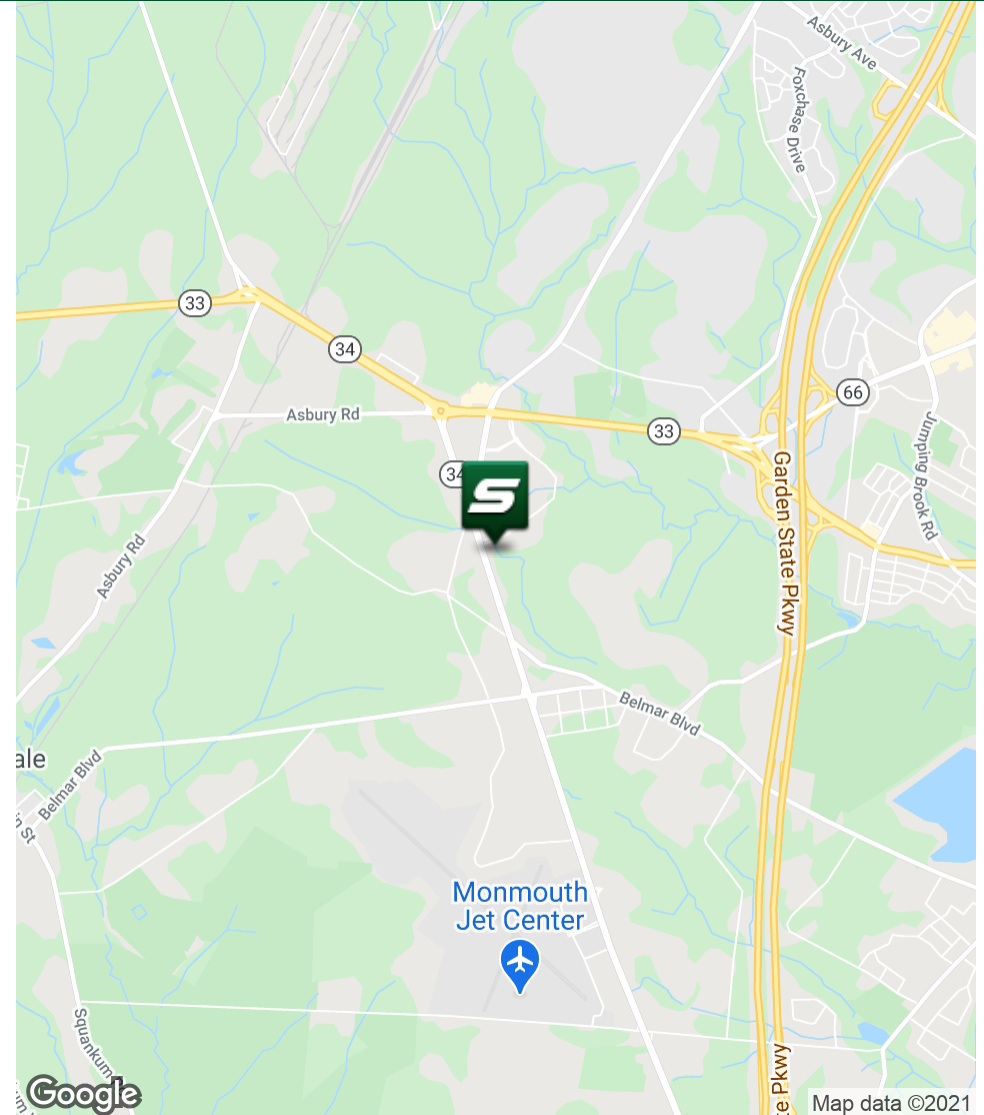 Asbury Ave
Foxchase Drive
33
34
66
Asbury Rd
33
Jumping Brook Rd
34
S
Garden State Pkwy
Asbury Rd
Belmar Blvd
ale
Belmar Blvd
St
Monmouth
Jet Center
Squankum
Pkwy
Google
Map data ©2021